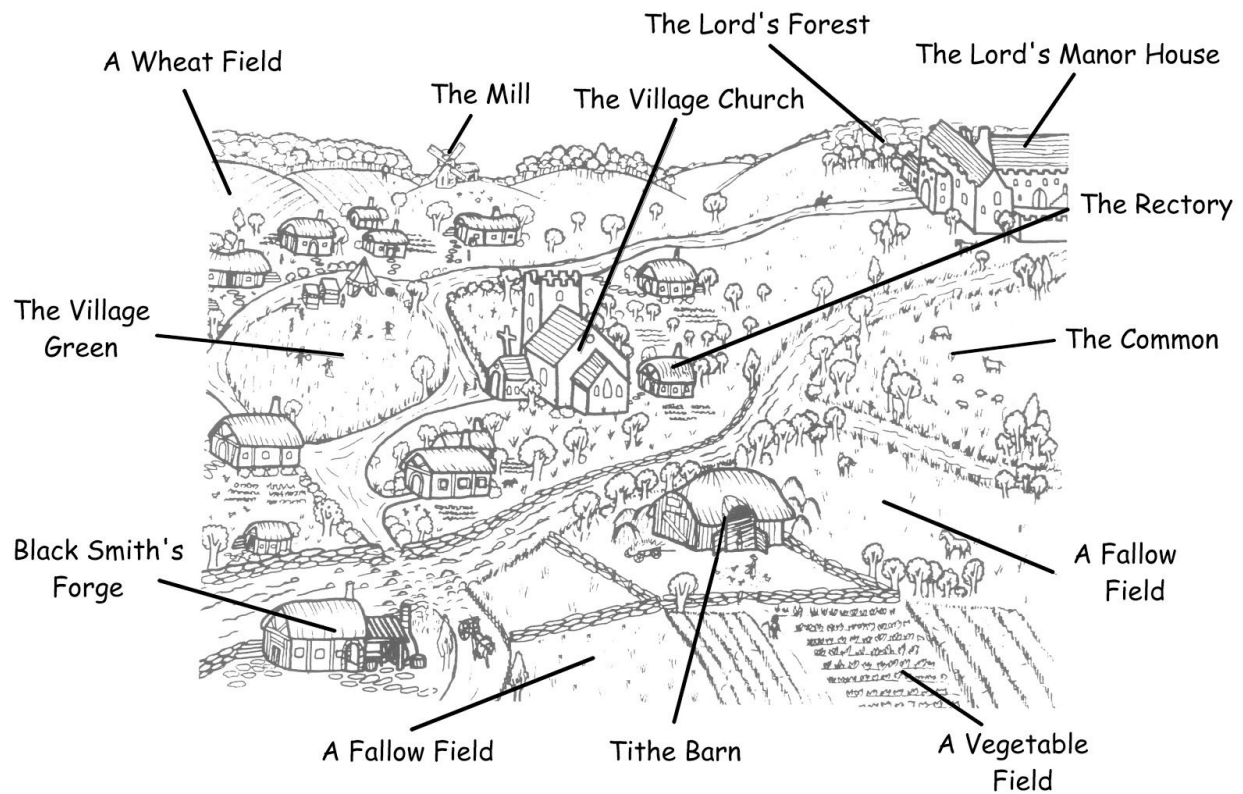 The Lord's Forest
The Lord's Manor House
A Wheat Field
The Mill
The Village Church
The Rectory
The Village
Green
The Common
Black Smith's
Forge
A Fallow
Field
A Fallow Field
Tithe Barn
A Vegetable
Field